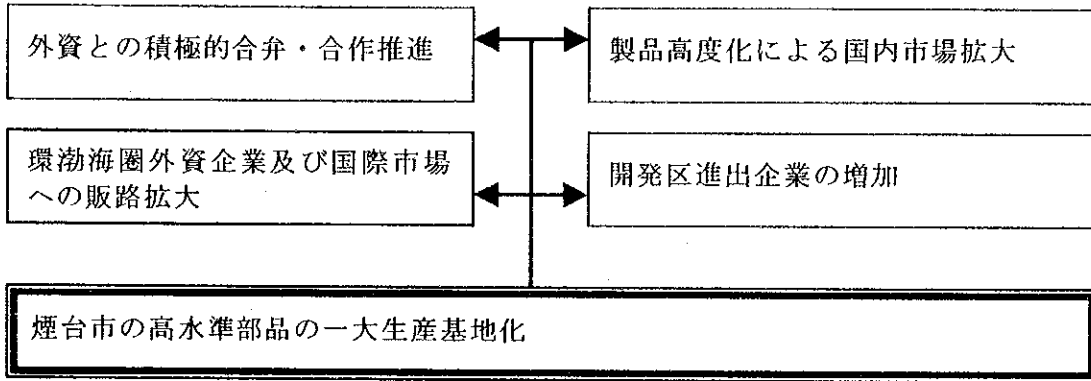 外資との積極的合弁・合作推進
製品高度化による国内市場拡大
環渤海圏外資企業及び国際市場
への販路拡大
開発区進出企業の増加
煙台市の高水準部品の一大生産基地化